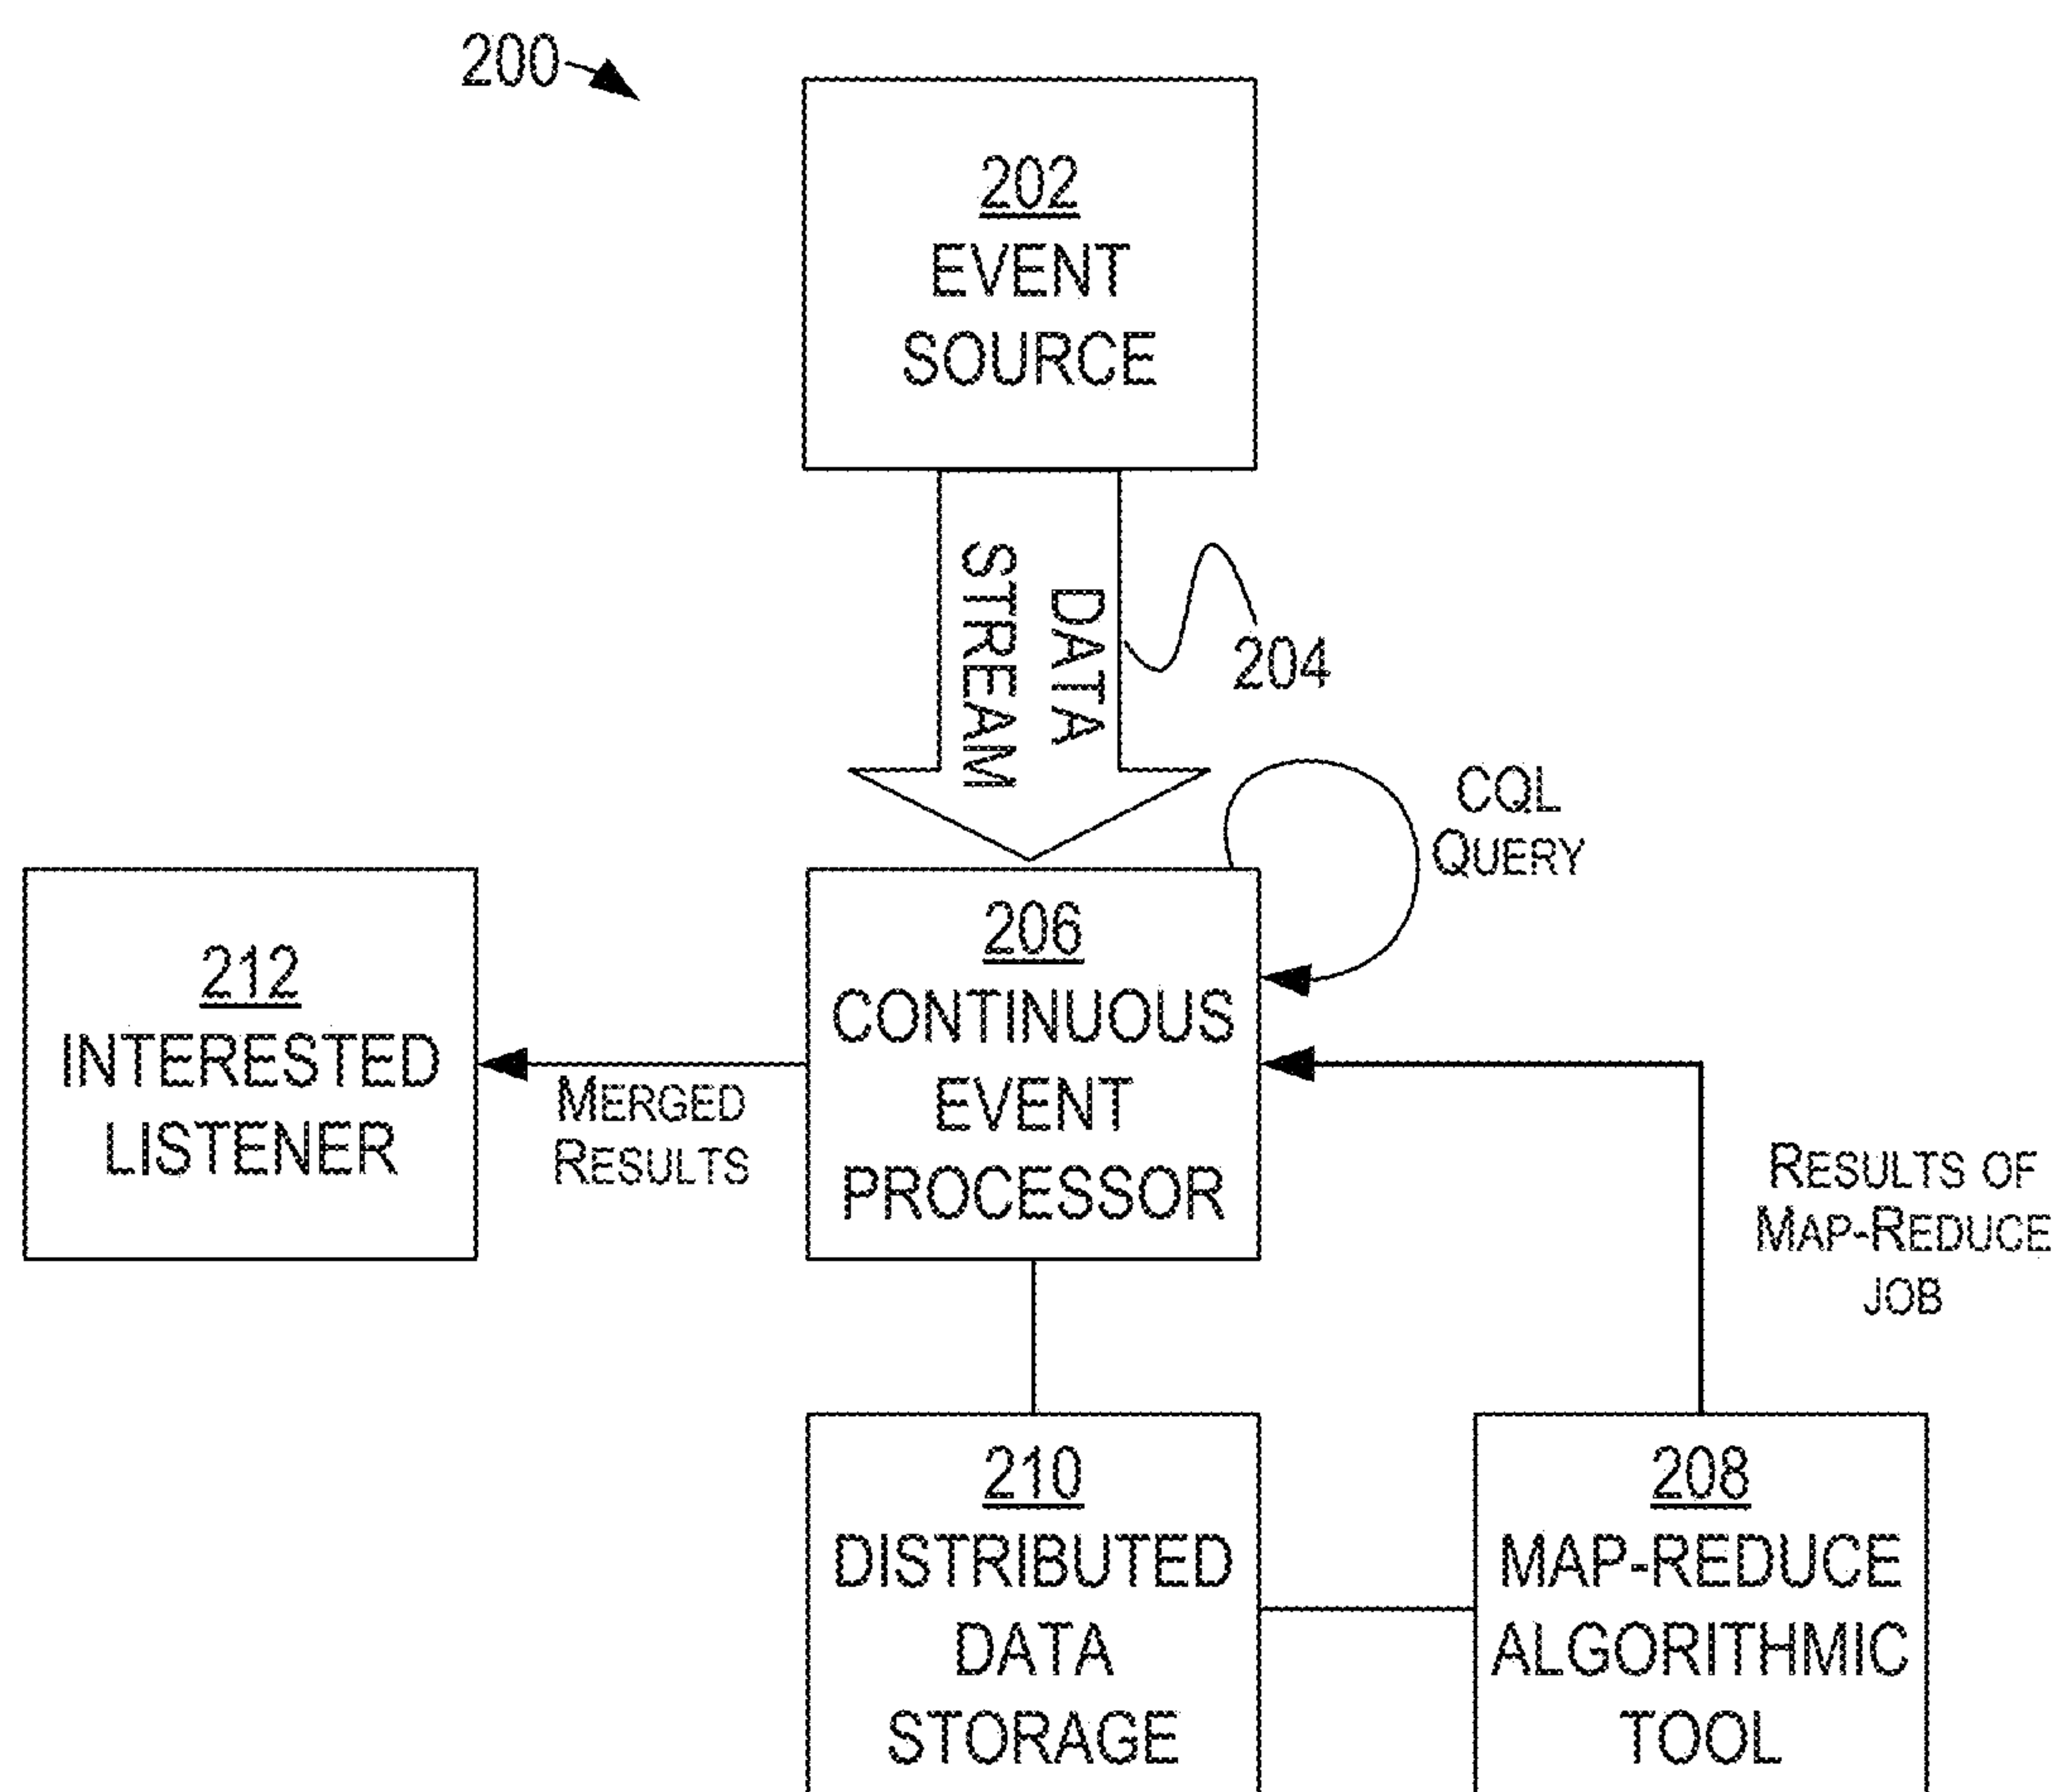 200
202
EVENT
SOURCE
DATA
STREAM
204
CQL
QUERY
206
CONTINUOUS
EVENT
PROCESSOR
212
INTERESTED
LISTENER
MERGED
RESULTS
RESULTS OF
MAP-REDUCE
JOB
210
DISTRIBUTED
DATA
STORAGE
208
MAP-REDUCE
ALGORITHMIC
TOOL